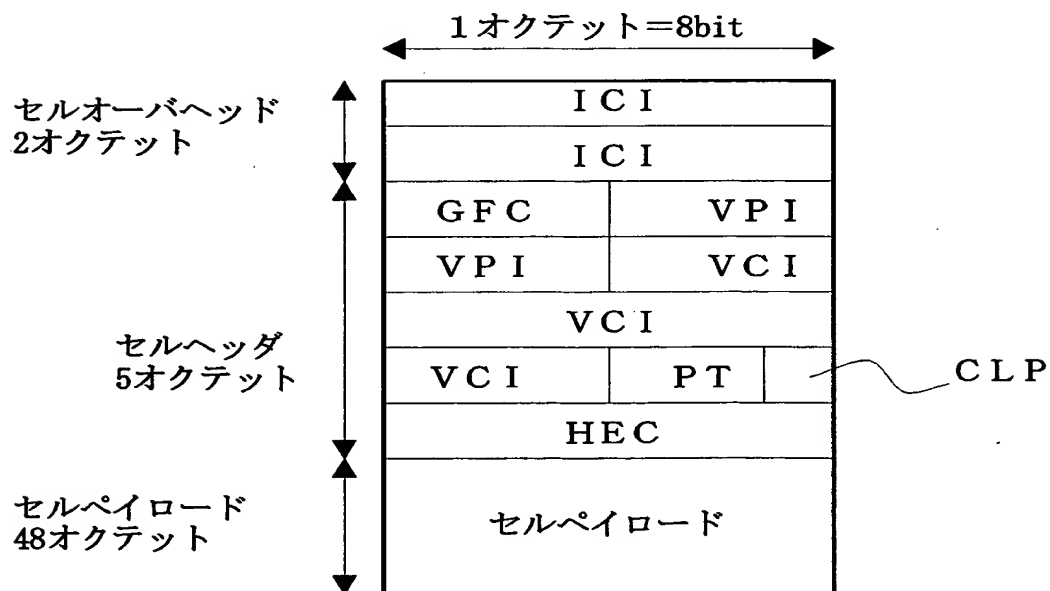 1オクテット=8bit
セルオーバヘッド
2オクテット
ICI
ICI
GFC VPI
VPI VCI
VCI
セルヘッダ
5オクテット
VCI PT CLP
HEC
セルペイロード
48オクテット
セルペイロード